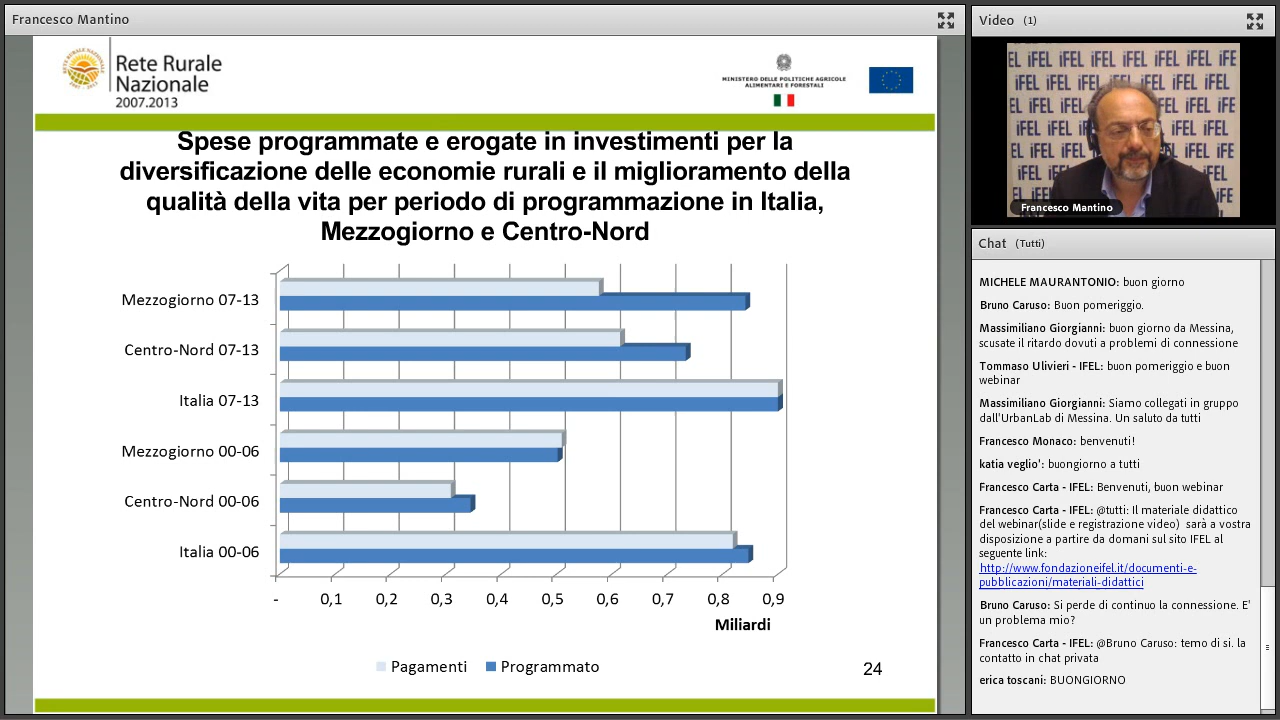 Francesco Mantino
Rete Rurale
Nazionale
2007.2013
MINISTERO DELLE POLITICHE AGRICOLE
ALIMENTARI E FORESTALI
Spese programmate e erogate in investimenti per la
diversificazione delle economie rurali e il miglioramento della
qualità della vita per periodo di programmazione in Italia,
Mezzogiorno e Centro-Nord
Mezzogiorno 07-13
Centro-Nord 07-13
Italia 07-13
Mezzogiorno 00-06
Centro-Nord 00-06
Italia 00-06
- 0,1 0,2 0,3 0,4 0,5 0,6 0,7 0,8 0,9
Miliardi
Pagamenti Programmato
24
Video (1)
iFEL iFEL iFEL iFEL
Francesco Mantino
Chat (Tutti)
MICHELE MAURANTONIO: buon giorno
Bruno Caruso: Buon pomeriggio.
Massimiliano Giorgianni: buon giorno da Messina,
scusate il ritardo dovuti a problemi di connessione
Tommaso Ulivieri - IFEL: buon pomeriggio e buon
webinar
Massimiliano Giorgianni: Siamo collegati in gruppo
dall'UrbanLab di Messina. Un saluto da tutti
Francesco Monaco: benvenuti!
katia veglio': buongiorno a tutti
Francesco Carta - IFEL: Benvenuti, buon webinar
Francesco Carta - IFEL: @tutti: Il materiale didattico
del webinar(slide e registrazione video) sarà a vostra
disposizione a partire da domani sul sito IFEL al
seguente link:
http://www.fondazioneifel.it/documenti-e-
pubblicazioni/materiali-didattici
Bruno Caruso: Si perde di continuo la connessione. E'
un problema mio?
Francesco Carta - IFEL: @Bruno Caruso: temo di si. la
contatto in chat privata
erica toscani: BUONGIORNO